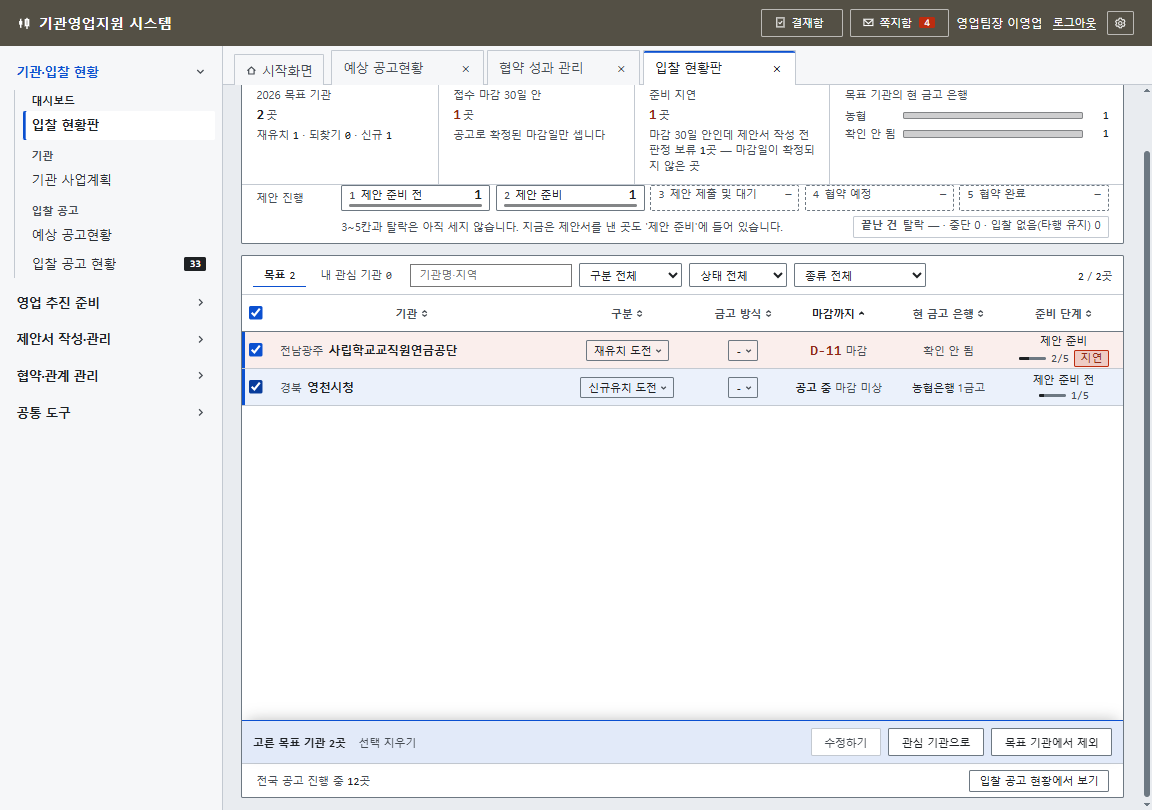 기관영업지원 시스템
결재함
쪽지함 4
영업팀장 이영업
로그아웃
기관·입찰 현황
대시보드
입찰 현황판
기관
기관 사업계획
입찰 공고
예상 공고현황
입찰 공고 현황 33
영업 추진 준비
제안서 작성·관리
협약·관계 관리
공통 도구
시작화면
예상 공고현황 ×
협약 성과 관리 ×
입찰 현황판 ×
2026 목표 기관
2 곳
재유치 1 · 되찾기 0 · 신규 1
접수 마감 30일 안
1 곳
공고로 확정된 마감일만 셉니다
준비 지연
1 곳
마감 30일 안인데 제안서 작성 전
판정 보류 1곳 — 마감일이 확정되
지 않은 곳
목표 기관의 현 금고 은행
농협 1
확인 안 됨 1
제안 진행
1 제안 준비 전 1
2 제안 준비 1
3 제안 제출 및 대기 –
4 협약 예정 –
5 협약 완료 –
3~5칸과 탈락은 아직 세지 않습니다. 지금은 제안서를 낸 곳도 '제안 준비'에 들어 있습니다.
끝난 건 탈락 — · 중단 0 · 입찰 없음(타행 유지) 0
목표 2
내 관심 기관 0
기관명·지역
구분 전체
상태 전체
종류 전체
2 / 2곳
기관
구분
금고 방식
마감까지
현 금고 은행
준비 단계
전남광주 사립학교교직원연금공단
재유치 도전
-
D-11 마감
확인 안 됨
제안 준비
2/5 지연
경북 영천시청
신규유치 도전
-
공고 중 마감 미상
농협은행 1금고
제안 준비 전
1/5
고른 목표 기관 2곳
선택 지우기
수정하기
관심 기관으로
목표 기관에서 제외
전국 공고 진행 중 12곳
입찰 공고 현황에서 보기